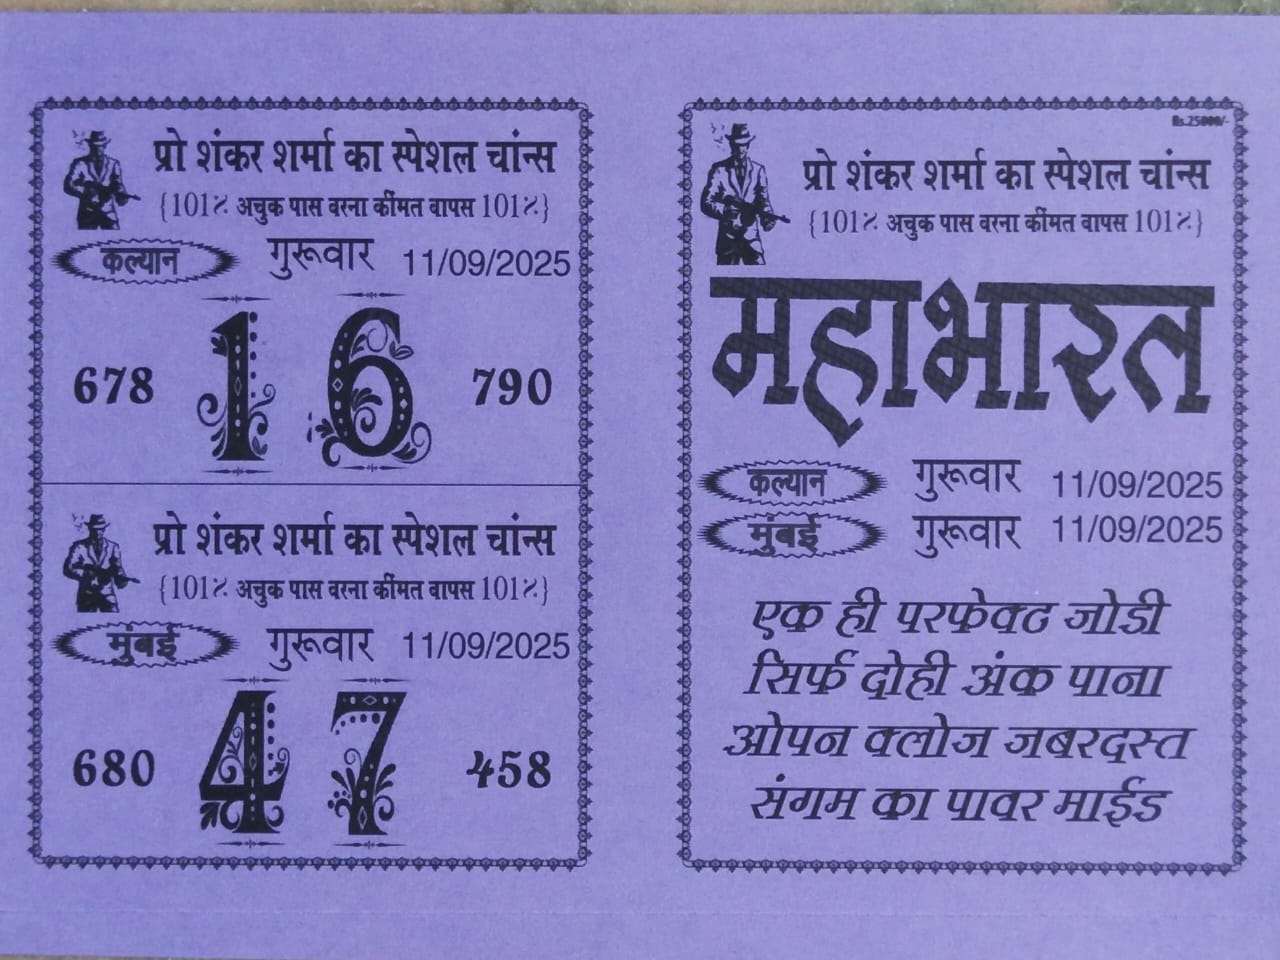 प्रो शंकर शर्मा का स्पेशल चांन्स
{101% अचुक पास वरना कींमत वापस 101%}
कल्यान गुरूवार 11/09/2025
678 16 790
प्रो शंकर शर्मा का स्पेशल चांन्स
{101% अचुक पास वरना कींमत वापस 101%}
मुंबई गुरूवार 11/09/2025
680 47 458
Rs.25000/-
प्रो शंकर शर्मा का स्पेशल चांन्स
{101% अचुक पास वरना कींमत वापस 101%}
महाभारत
कल्यान गुरूवार 11/09/2025
मुंबई गुरूवार 11/09/2025
एक ही परफेक्ट जोडी
सिर्फ दोही अंक पाना
ओपन क्लोज जबरदस्त
संगम का पावर माईड